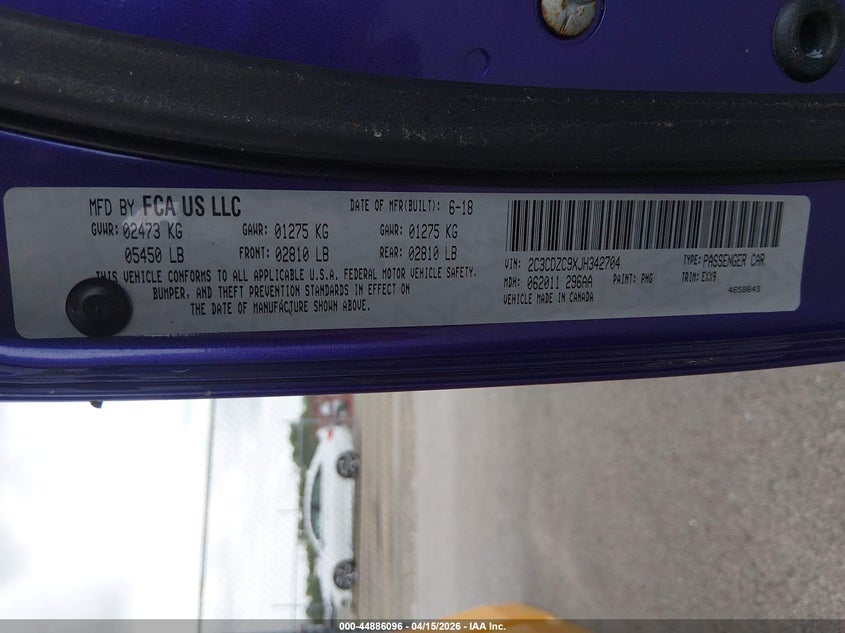 MFD BY FCA US LLC DATE OF MFR(BUILT): 6-18
GVWR: 02473 KG GAWR: 01275 KG GAWR: 01275 KG
05450 LB FRONT: 02810 LB REAR: 02810 LB
THIS VEHICLE CONFORMS TO ALL APPLICABLE U.S.A. FEDERAL MOTOR VEHICLE SAFETY,
BUMPER, AND THEFT PREVENTION STANDARDS IN EFFECT ON
THE DATE OF MANUFACTURE SHOWN ABOVE.
VIN: 2C3CDZC9XJH342704 TYPE: PASSENGER CAR
MDH: 062011 296AA PAINT: PHG TRIM: EXX9
VEHICLE MADE IN CANADA 4658843
000-44886096 - 04/15/2026 - IAA Inc.